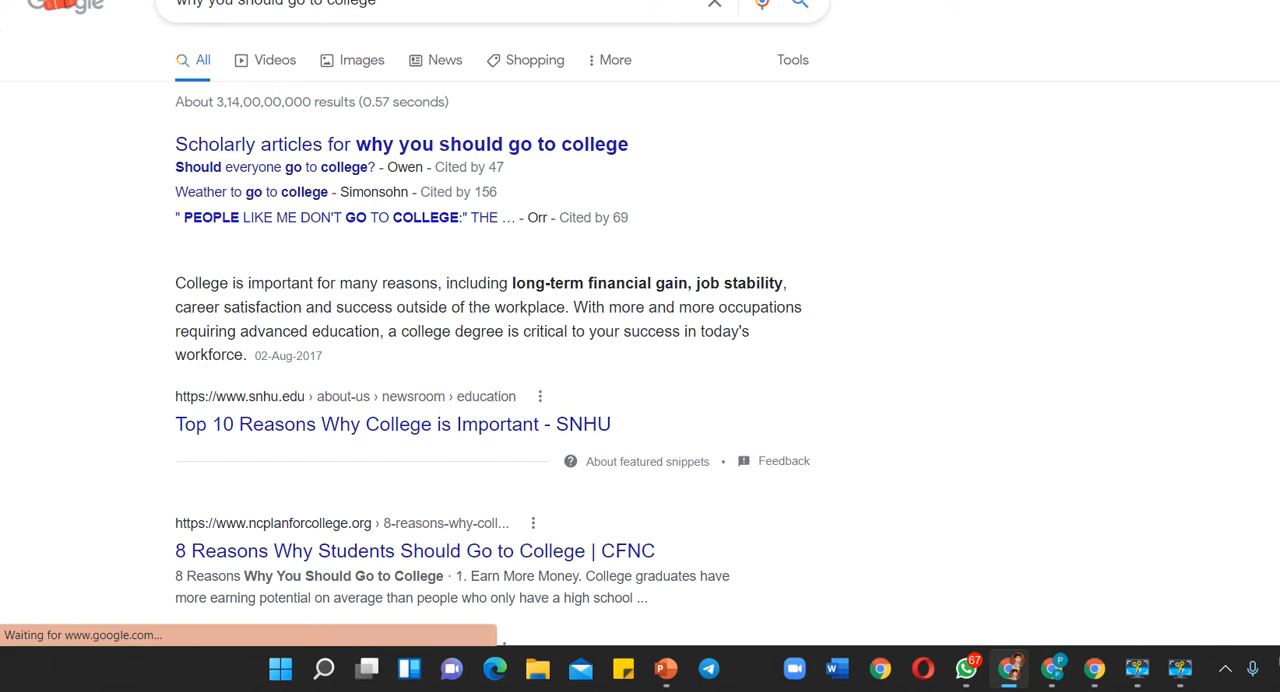 Google
why you should go to college
All Videos Images News Shopping More Tools
About 3,14,00,00,000 results (0.57 seconds)
Scholarly articles for why you should go to college
Should everyone go to college? - Owen - Cited by 47
Weather to go to college - Simonsohn - Cited by 156
" PEOPLE LIKE ME DON'T GO TO COLLEGE:" THE … - Orr - Cited by 69
College is important for many reasons, including long-term financial gain, job stability,
career satisfaction and success outside of the workplace. With more and more occupations
requiring advanced education, a college degree is critical to your success in today's
workforce. 02-Aug-2017
https://www.snhu.edu › about-us › newsroom › education
Top 10 Reasons Why College is Important - SNHU
About featured snippets • Feedback
https://www.ncplanforcollege.org › 8-reasons-why-coll...
8 Reasons Why Students Should Go to College | CFNC
8 Reasons Why You Should Go to College · 1. Earn More Money. College graduates have
more earning potential on average than people who only have a high school ...
Waiting for www.google.com...
67